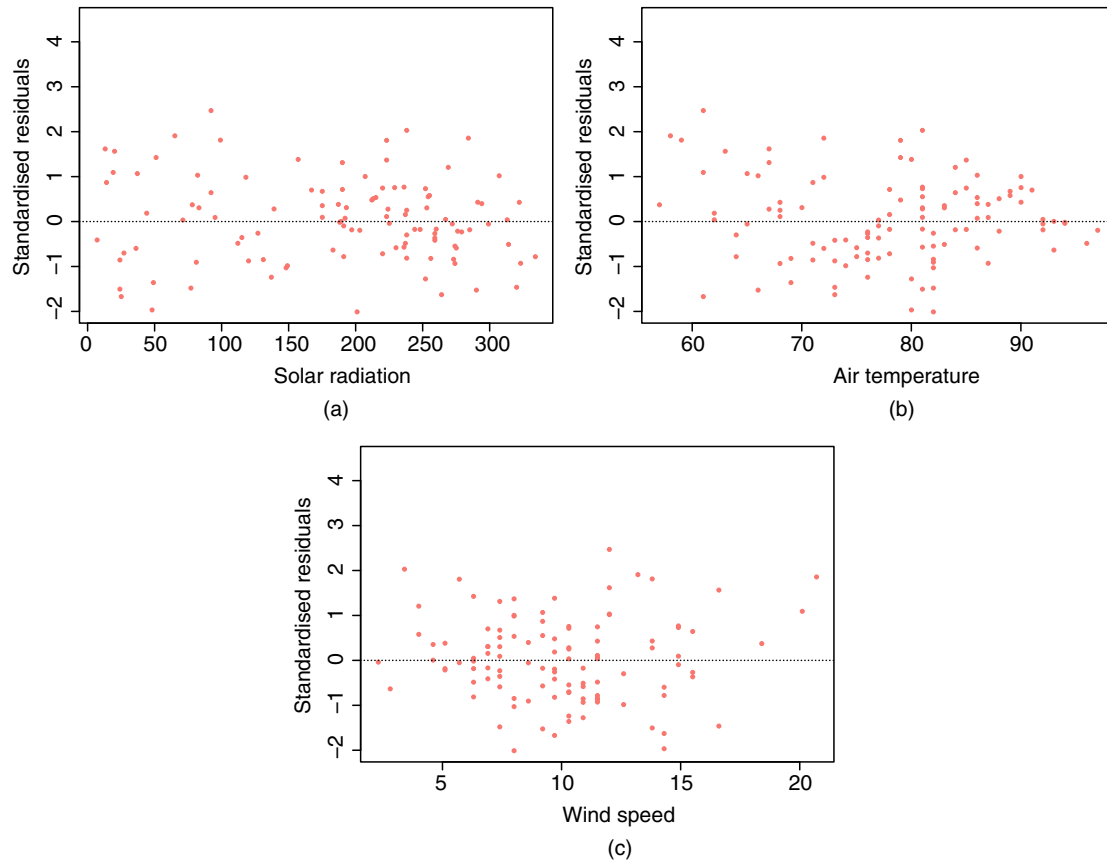 Standardised residuals
4
3
2
1
0
−1
−2
0 50 100 150 200 250 300
Solar radiation
(a)
Standardised residuals
4
3
2
1
0
−1
−2
60 70 80 90
Air temperature
(b)
Standardised residuals
4
3
2
1
0
−1
−2
5 10 15 20
Wind speed
(c)